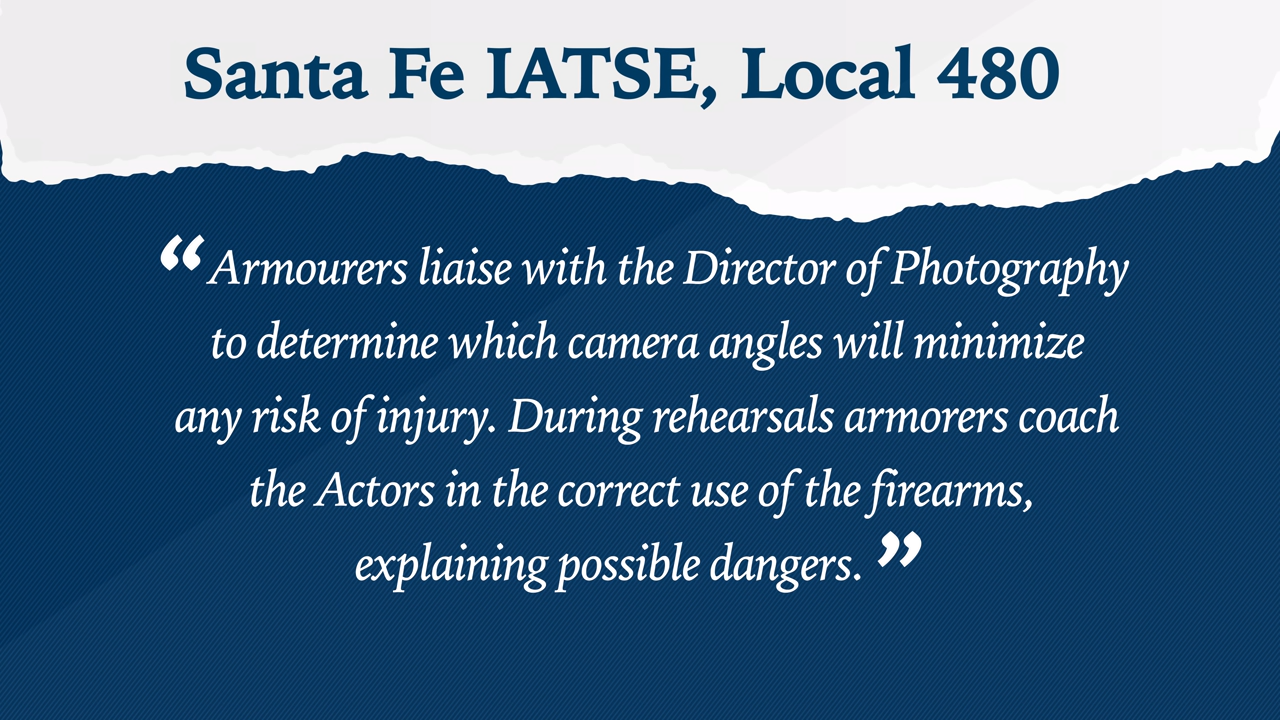 Santa Fe IATSE, Local 480
“Armourers liaise with the Director of Photography
to determine which camera angles will minimize
any risk of injury. During rehearsals armorers coach
the Actors in the correct use of the firearms,
explaining possible dangers.”